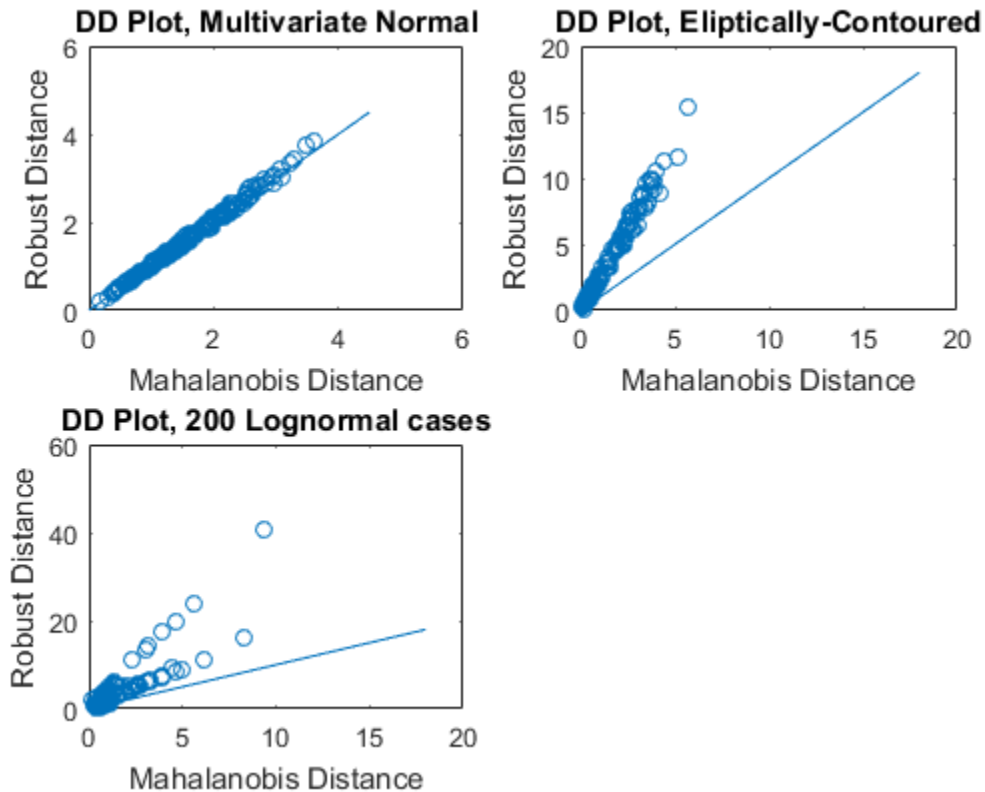 DD Plot, Multivariate Normal
6
4
2
0
Robust Distance
0 2 4 6
Mahalanobis Distance
DD Plot, Eliptically-Contoured
20
15
10
5
0
Robust Distance
0 5 10 15 20
Mahalanobis Distance
DD Plot, 200 Lognormal cases
60
40
20
0
Robust Distance
0 5 10 15 20
Mahalanobis Distance